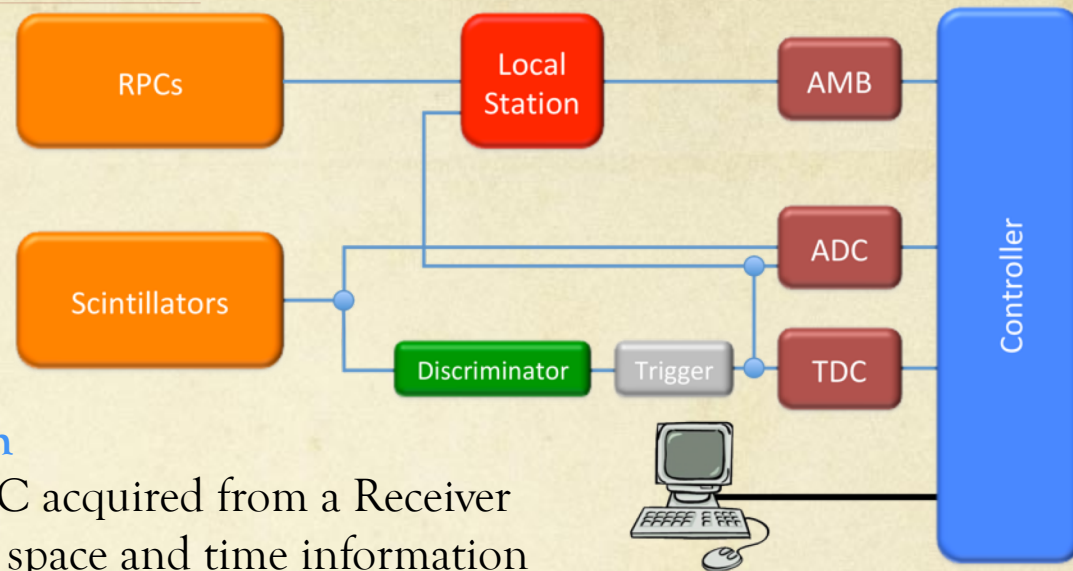 RPCs
Local
Station
AMB
Scintillators
ADC
Controller
Discriminator
Trigger
TDC
C acquired from a Receiver
space and time information